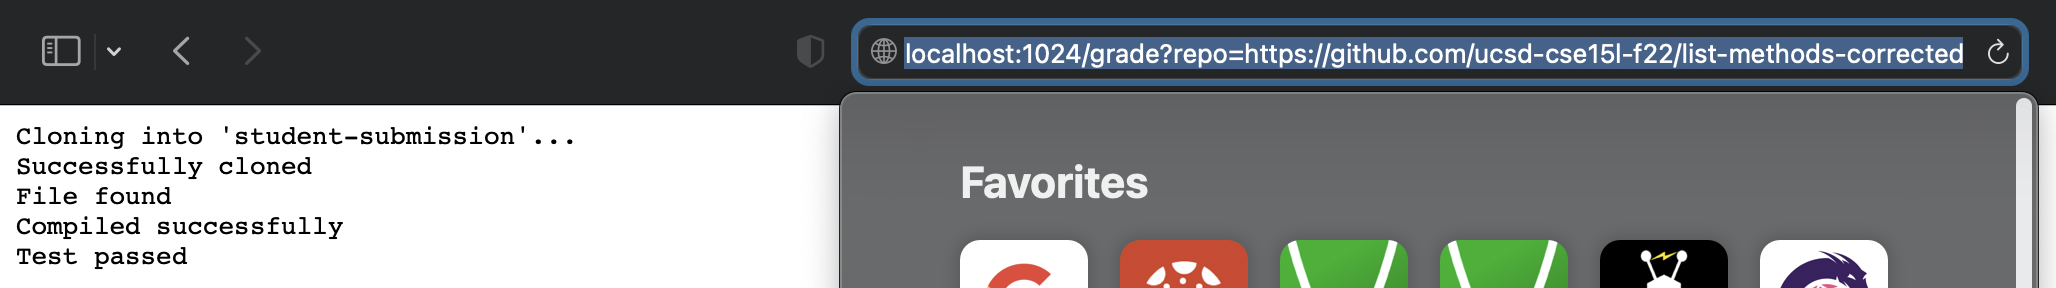 localhost:1024/grade?repo=https://github.com/ucsd-cse15l-f22/list-methods-corrected
Cloning into 'student-submission'...
Successfully cloned
File found
Compiled successfully
Test passed
Favorites